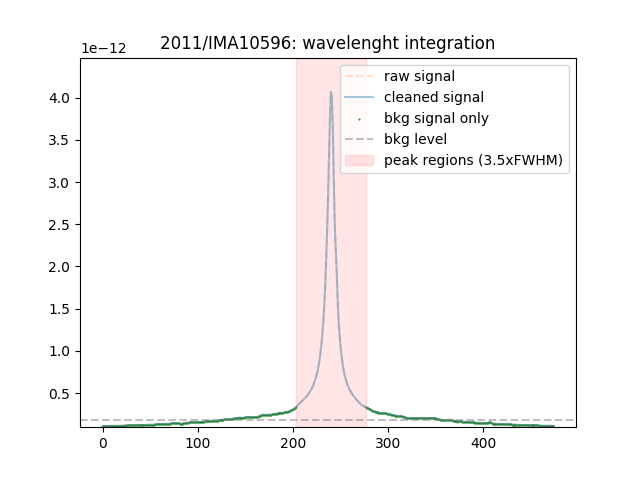 2011/IMA10596: wavelenght integration
1e−12
raw signal
cleaned signal
bkg signal only
bkg level
peak regions (3.5xFWHM)
4.0
3.5
3.0
2.5
2.0
1.5
1.0
0.5
0 100 200 300 400